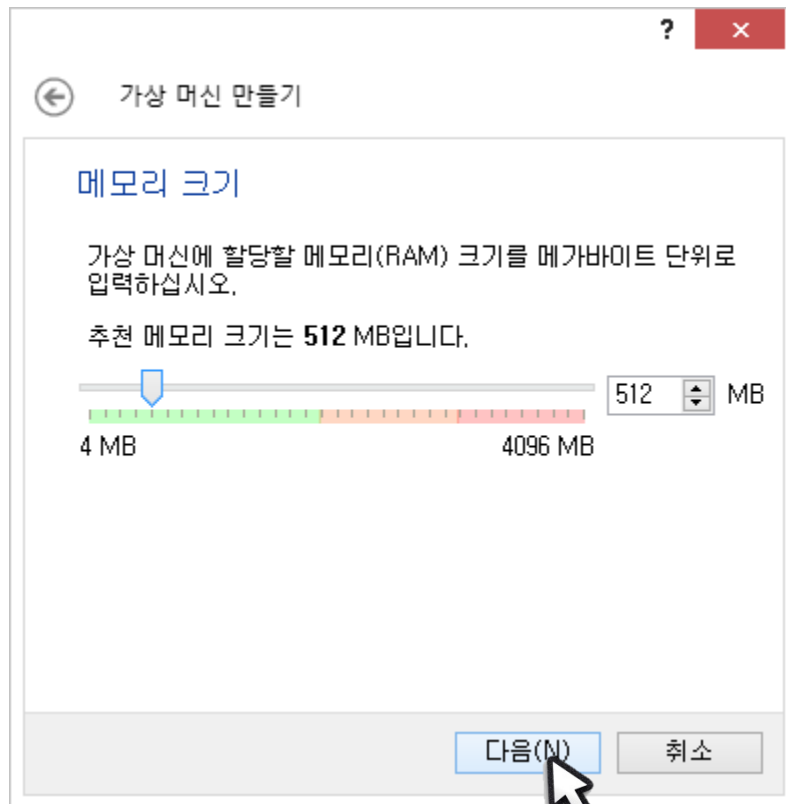 ?
가상 머신 만들기
메모리 크기
가상 머신에 할당할 메모리(RAM) 크기를 메가바이트 단위로
입력하십시오.
추천 메모리 크기는 512 MB입니다.
512 MB
4 MB 4096 MB
다음(N) 취소